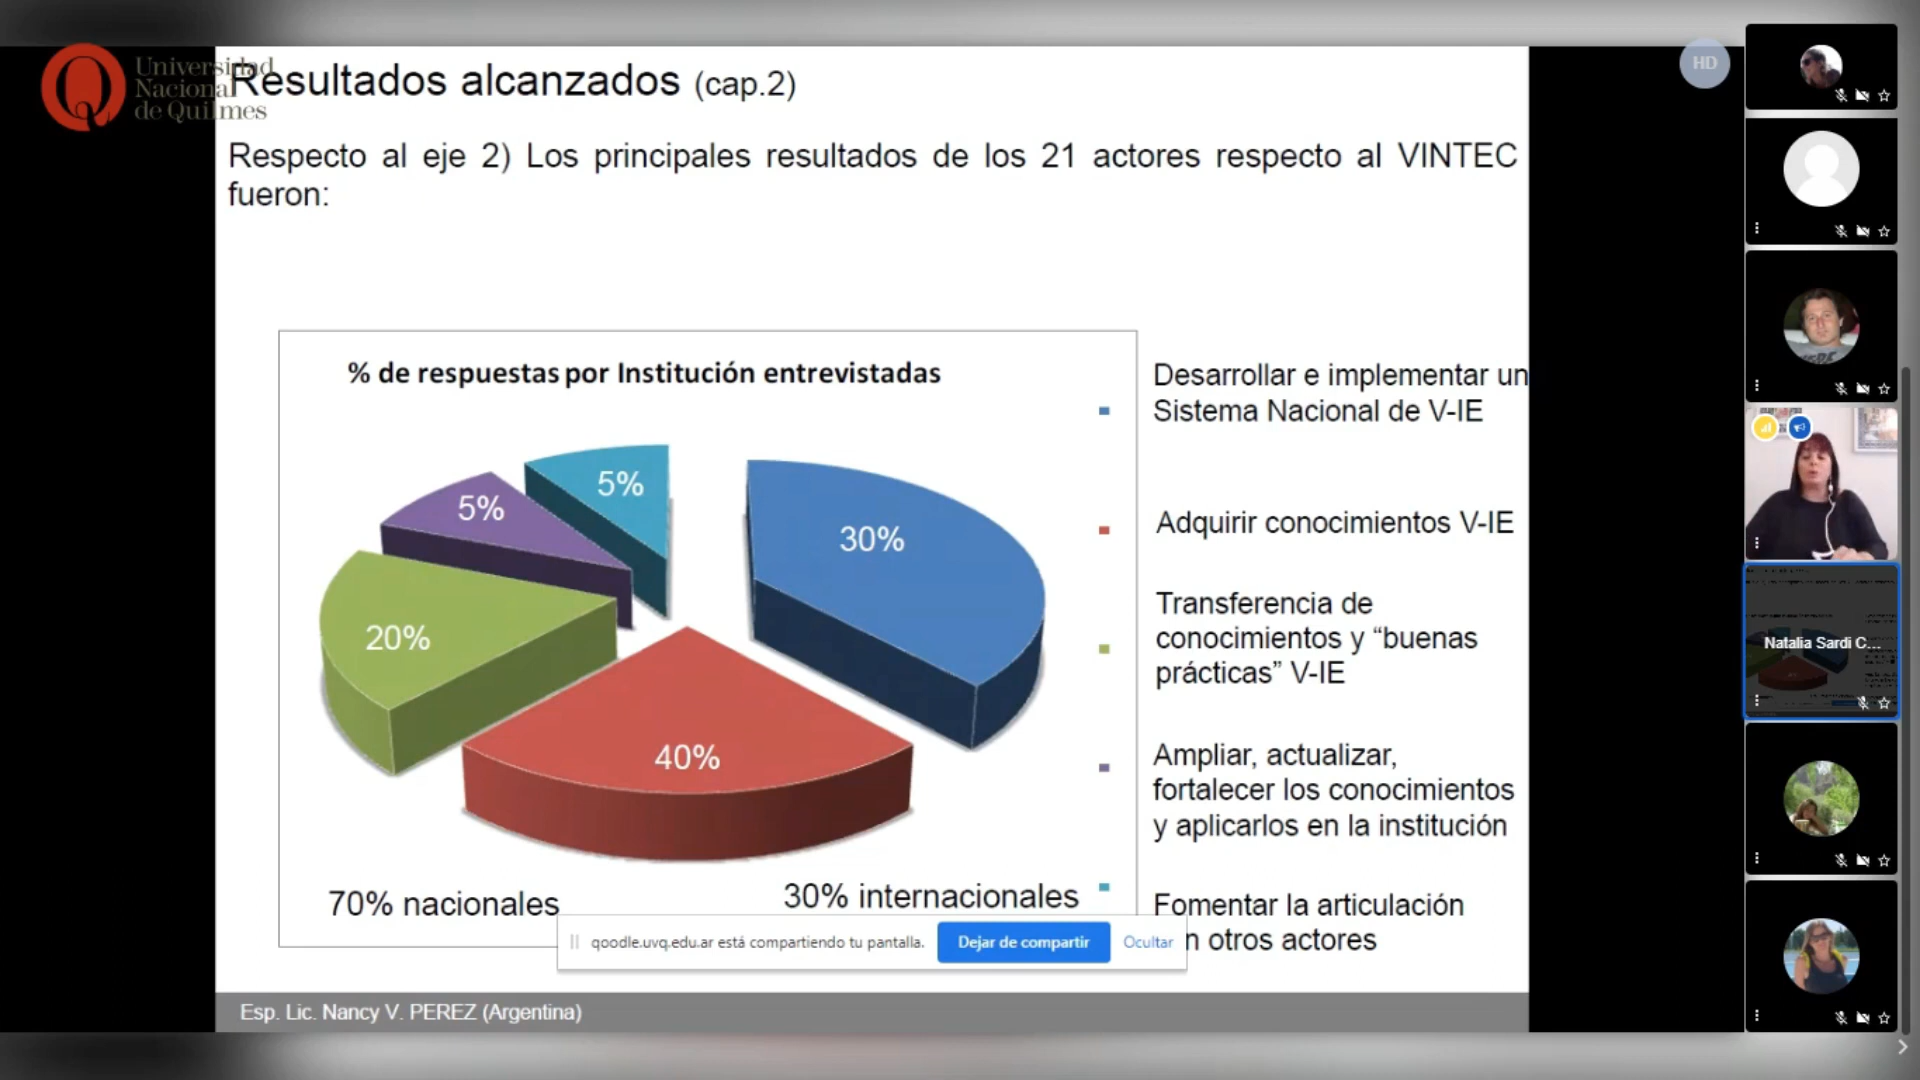 Universidad
Nacional
de Quilmes
HD
Resultados alcanzados (cap.2)
Respecto al eje 2) Los principales resultados de los 21 actores respecto al VINTEC
fueron:
% de respuestas por Institución entrevistadas
5%
5%
30%
20%
40%
70% nacionales
30% internacionales
Desarrollar e implementar un
Sistema Nacional de V-IE
Adquirir conocimientos V-IE
Transferencia de
conocimientos y “buenas
prácticas” V-IE
Ampliar, actualizar,
fortalecer los conocimientos
y aplicarlos en la institución
Fomentar la articulación
n otros actores
qoodle.uvq.edu.ar está compartiendo tu pantalla.
Dejar de compartir
Ocultar
Esp. Lic. Nancy V. PEREZ (Argentina)
Natalia Sardi C...